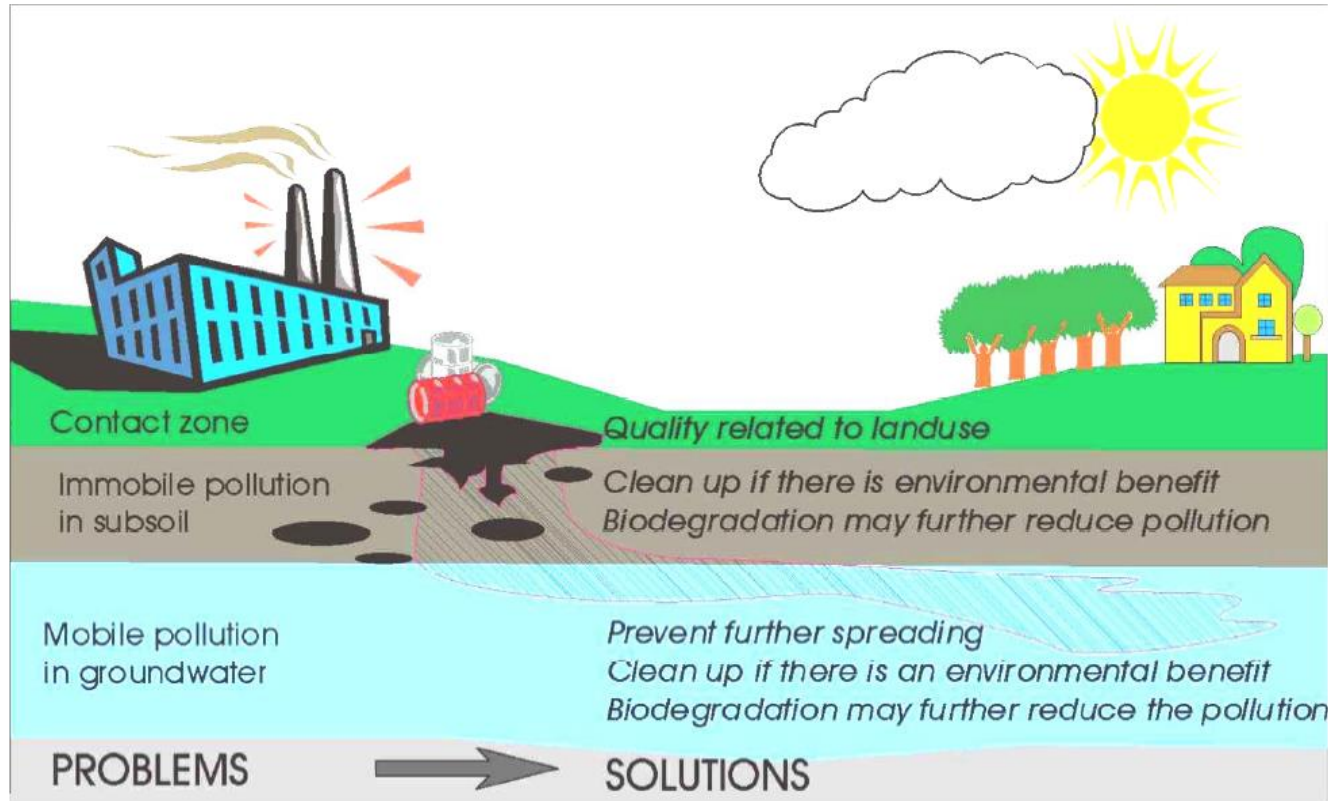 Contact zone
Quality related to landuse
Immobile pollution
in subsoil
Clean up if there is environmental benefit
Biodegradation may further reduce pollution
Mobile pollution
in groundwater
Prevent further spreading
Clean up if there is an environmental benefit
Biodegradation may further reduce the pollution
PROBLEMS
SOLUTIONS